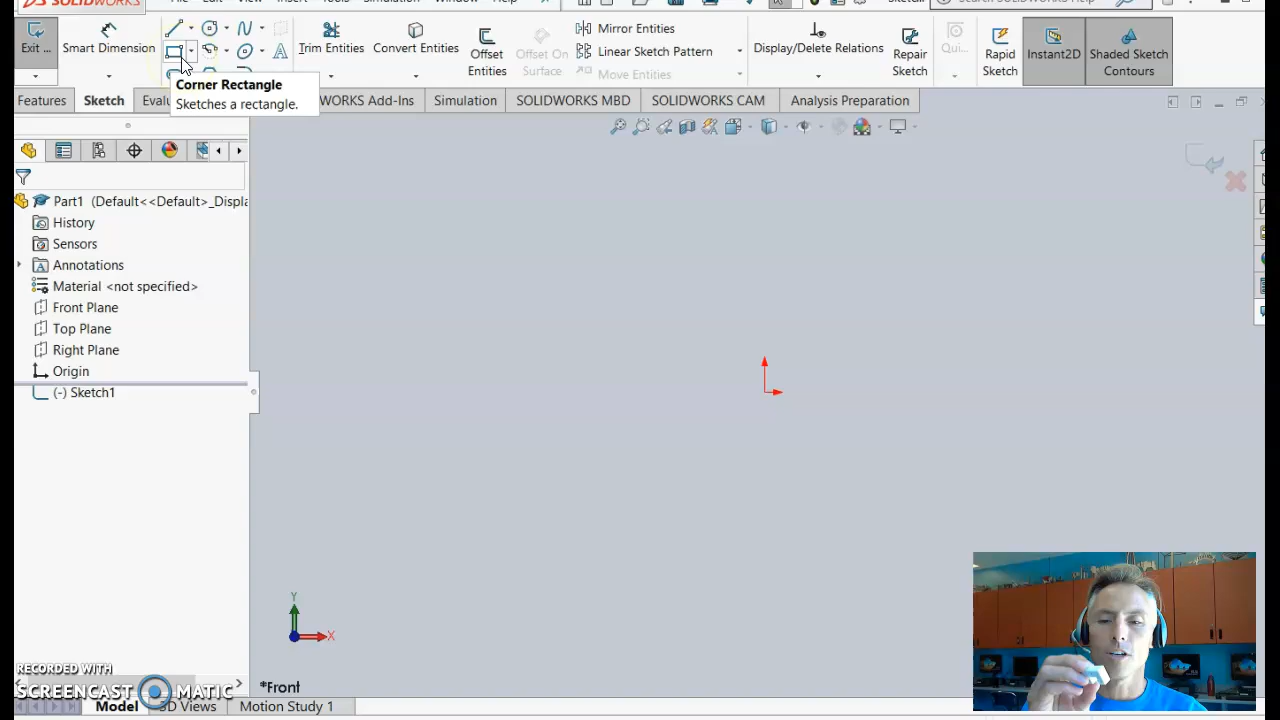 SOLIDWORKS
Exit ...
Smart Dimension
Trim Entities
Convert Entities
Offset Entities
Offset On Surface
Mirror Entities
Linear Sketch Pattern
Move Entities
Display/Delete Relations
Repair Sketch
Qui...
Rapid Sketch
Instant2D
Shaded Sketch Contours
Corner Rectangle
Sketches a rectangle.
Features
Sketch
Evalu
WORKS Add-Ins
Simulation
SOLIDWORKS MBD
SOLIDWORKS CAM
Analysis Preparation
Part1 (Default<<Default>_Displa
History
Sensors
Annotations
Material <not specified>
Front Plane
Top Plane
Right Plane
Origin
(-) Sketch1
Y
X
*Front
RECORDED WITH
SCREENCAST MATIC
Model
3D Views
Motion Study 1